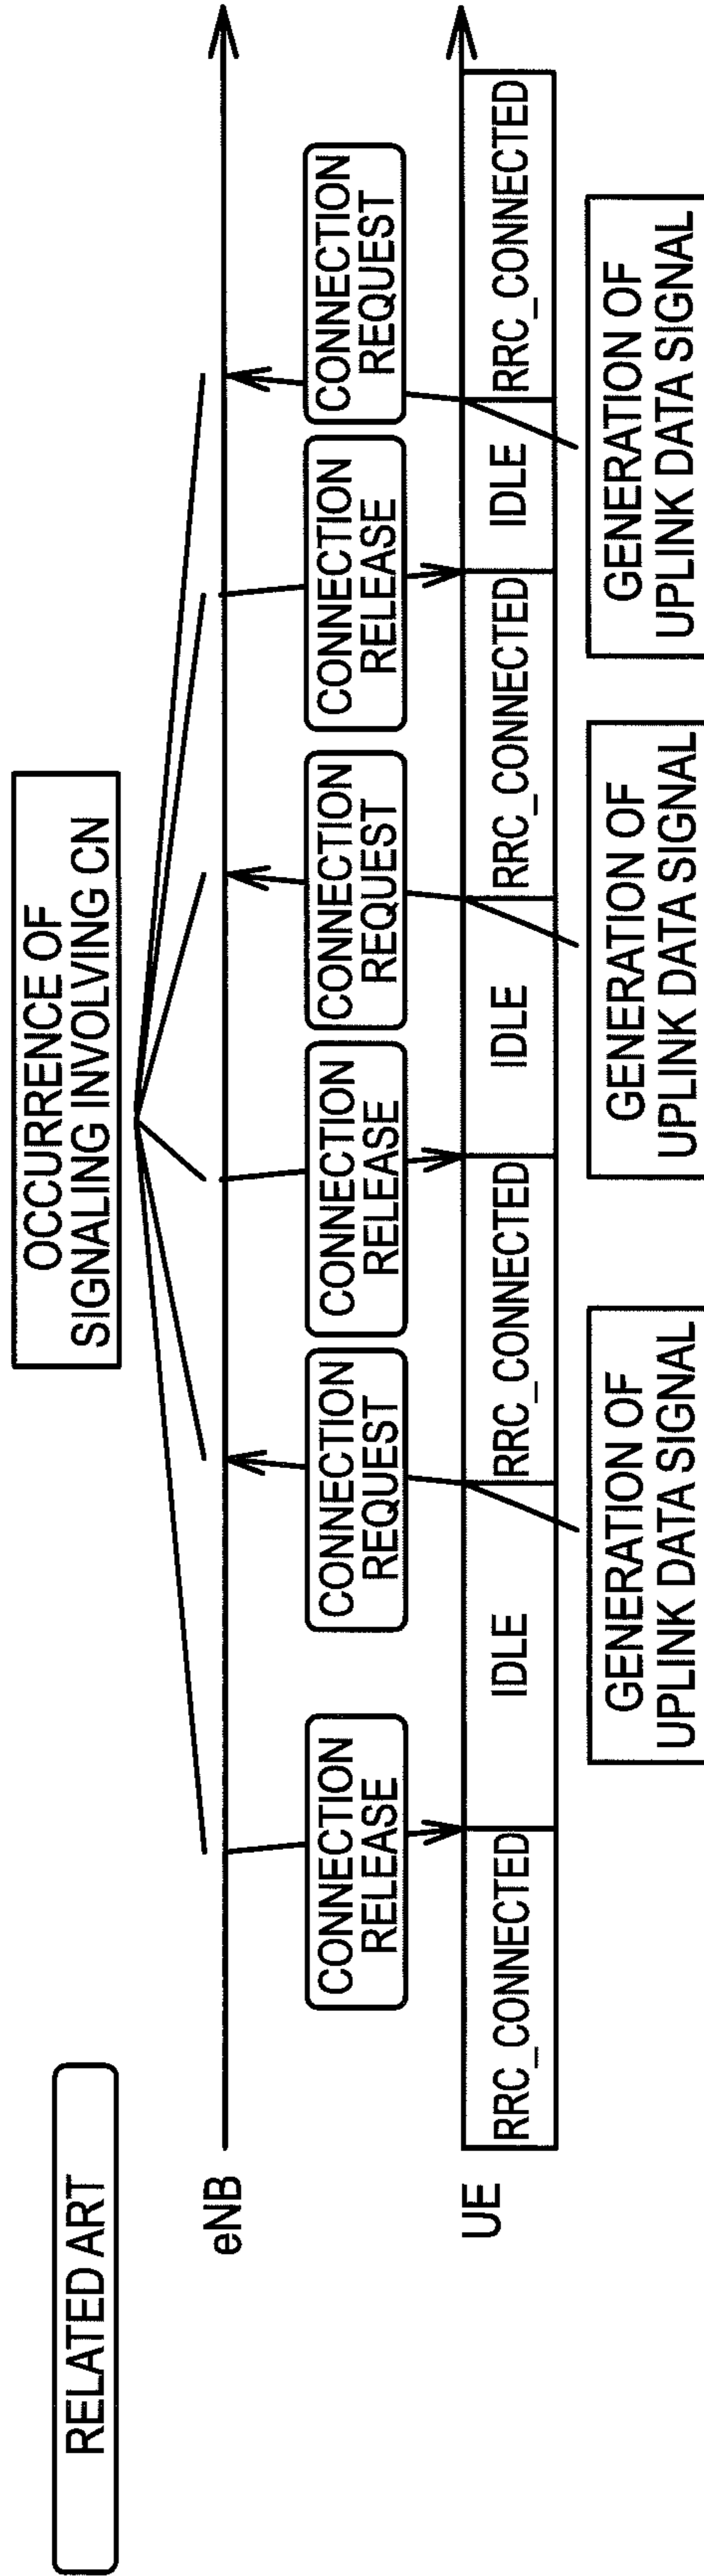 RELATED ART
OCCURRENCE OF
SIGNALING INVOLVING CN
eNB
CONNECTION
RELEASE
CONNECTION
REQUEST
CONNECTION
RELEASE
CONNECTION
REQUEST
CONNECTION
RELEASE
CONNECTION
REQUEST
UE
RRC_CONNECTED
IDLE
RRC_CONNECTED
IDLE
RRC_CONNECTED
IDLE
RRC_CONNECTED
GENERATION OF
UPLINK DATA SIGNAL
GENERATION OF
UPLINK DATA SIGNAL
GENERATION OF
UPLINK DATA SIGNAL